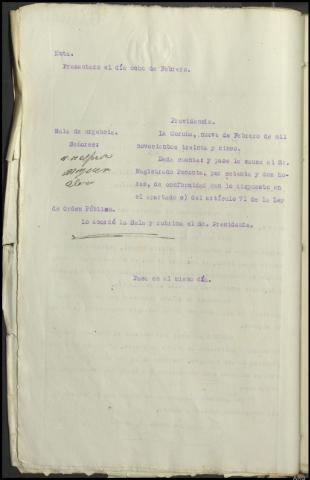 Nota.
Presentaro el día ocho de Febrero.
Providencia.
Sala de urgencia.
Señores:
La Coruña, nueve de Febrero de mil
novecientos treinta y cinco.
Dada cuenta: y pase la causa al Sr.
Magistrado Ponente, por setenta y dos ho-
ras, de conformidad con lo dispuesto en
el apartado e) del artículo 71 de la Ley
de Orden Público.
Lo acordó la Sala y rubrica el Sr. Presidente.
Pasa en el mismo día.